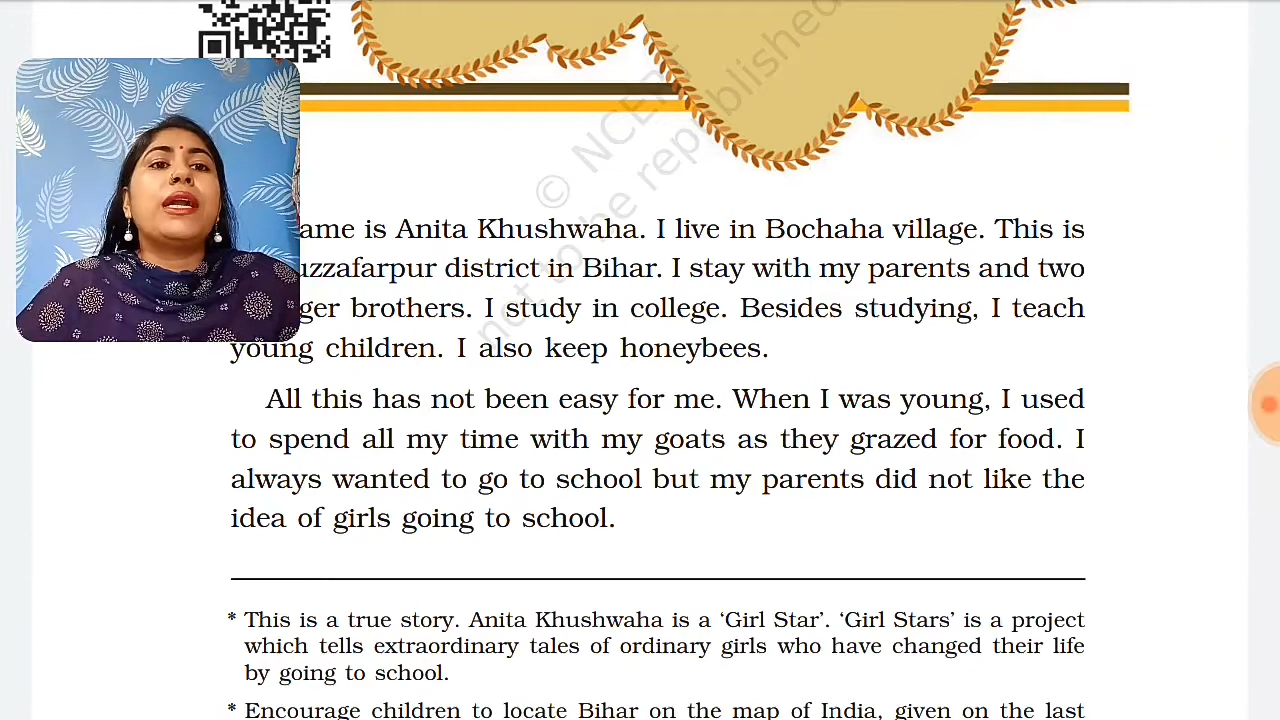 © NCERT
not to be republished
ame is Anita Khushwaha. I live in Bochaha village. This is
uzzafarpur district in Bihar. I stay with my parents and two
ger brothers. I study in college. Besides studying, I teach
young children. I also keep honeybees.
All this has not been easy for me. When I was young, I used
to spend all my time with my goats as they grazed for food. I
always wanted to go to school but my parents did not like the
idea of girls going to school.
* This is a true story. Anita Khushwaha is a ‘Girl Star’. ‘Girl Stars’ is a project
which tells extraordinary tales of ordinary girls who have changed their life
by going to school.
* Encourage children to locate Bihar on the map of India, given on the last